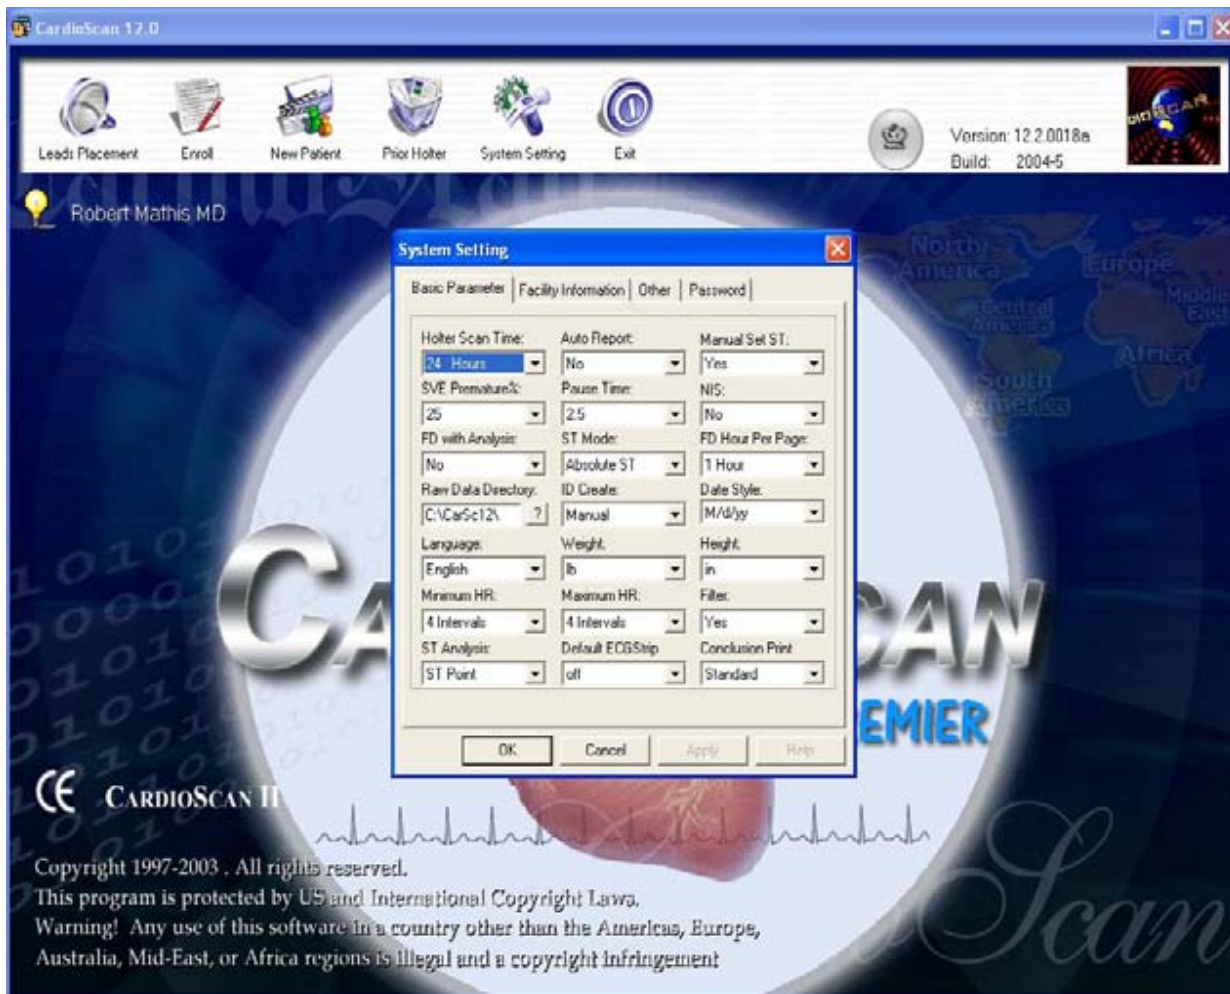 CardioScan 12.0
Leads Placement Enroll New Patient Prior Holter System Setting Exit
Version: 12.2.0018a
Build: 2004-5
Robert Mathis MD
System Setting
Basic Parameter Facility Information Other Password
Holter Scan Time: Auto Report: Manual Set ST:
24 Hours No Yes
SVE Premature%: Pause Time: NIS:
25 2.5 No
FD with Analysis: ST Mode: FD Hour Per Page:
No Absolute ST 1 Hour
Raw Data Directory: ID Create: Date Style:
C:\CarSc12\ ? Manual M/d/yy
Language: Weight: Height:
English lb in
Minimum HR: Maximum HR: Filter:
4 Intervals 4 Intervals Yes
ST Analysis: Default ECGStrip Conclusion Print
ST Point off Standard
OK Cancel Apply Help
North America
Europe
Central America
Africa
South America
CA AN
EMIER
CE CARDIOSCAN II
Copyright 1997-2003 . All rights reserved.
This program is protected by US and International Copyright Laws.
Warning! Any use of this software in a country other than the Americas, Europe,
Australia, Mid-East, or Africa regions is illegal and a copyright infringement
Scan